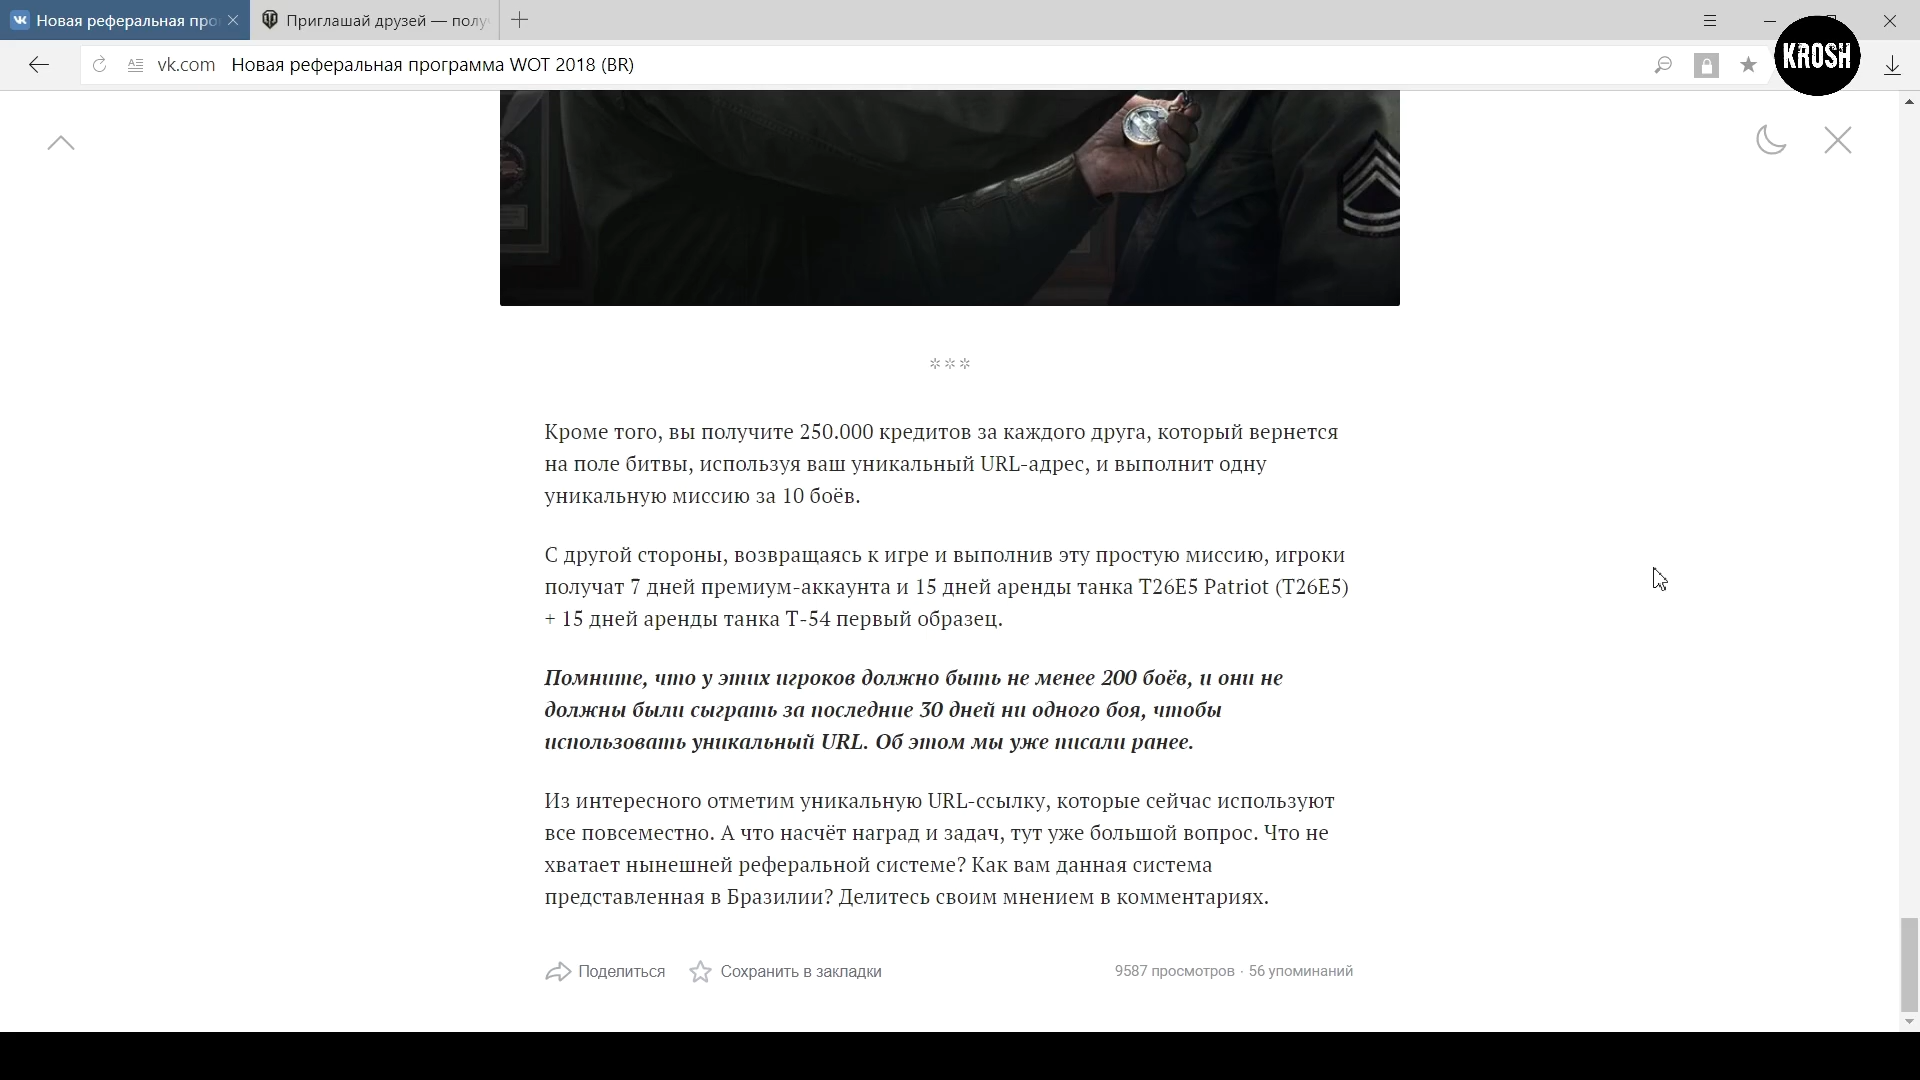 Новая реферальная про
Приглашай друзей — полу
KROSH
vk.com Новая реферальная программа WOT 2018 (BR)
***
Кроме того, вы получите 250.000 кредитов за каждого друга, который вернется
на поле битвы, используя ваш уникальный URL-адрес, и выполнит одну
уникальную миссию за 10 боёв.
С другой стороны, возвращаясь к игре и выполнив эту простую миссию, игроки
получат 7 дней премиум-аккаунта и 15 дней аренды танка T26E5 Patriot (T26E5)
+ 15 дней аренды танка Т-54 первый образец.
Помните, что у этих игроков должно быть не менее 200 боёв, и они не
должны были сыграть за последние 30 дней ни одного боя, чтобы
использовать уникальный URL. Об этом мы уже писали ранее.
Из интересного отметим уникальную URL-ссылку, которые сейчас используют
все повсеместно. А что насчёт наград и задач, тут уже большой вопрос. Что не
хватает нынешней реферальной системе? Как вам данная система
представленная в Бразилии? Делитесь своим мнением в комментариях.
Поделиться
Сохранить в закладки
9587 просмотров · 56 упоминаний